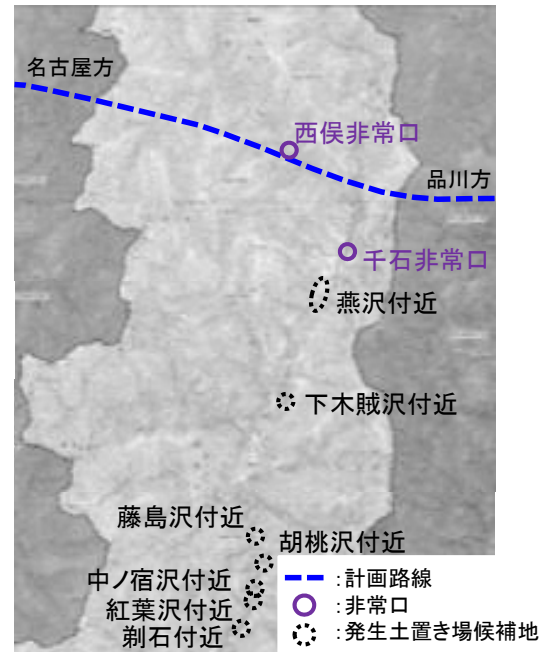 名古屋方
西俣非常口
品川方
千石非常口
燕沢付近
下木賊沢付近
藤島沢付近
胡桃沢付近
中ノ宿沢付近
紅葉沢付近
剃石付近
:計画路線
:非常口
:発生土置き場候補地